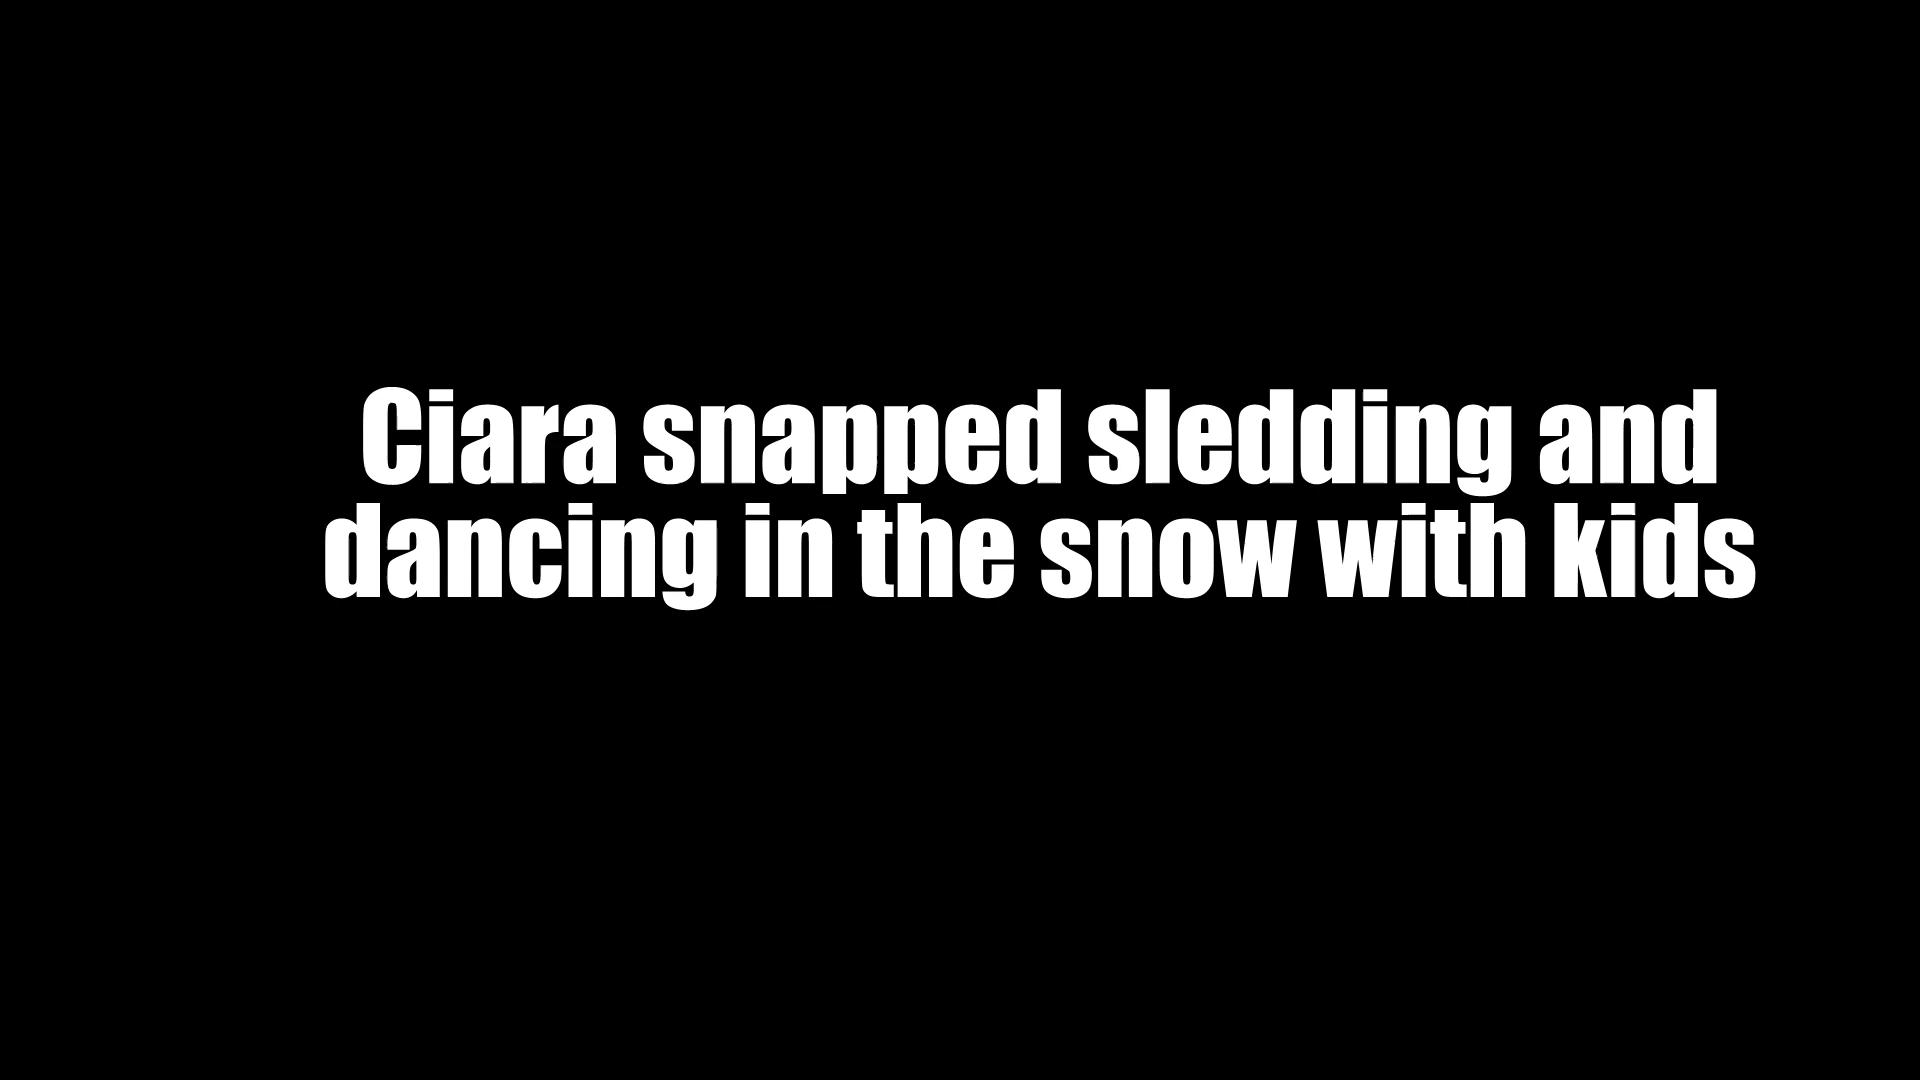 Ciara snapped sledding and
dancing in the snow with kids